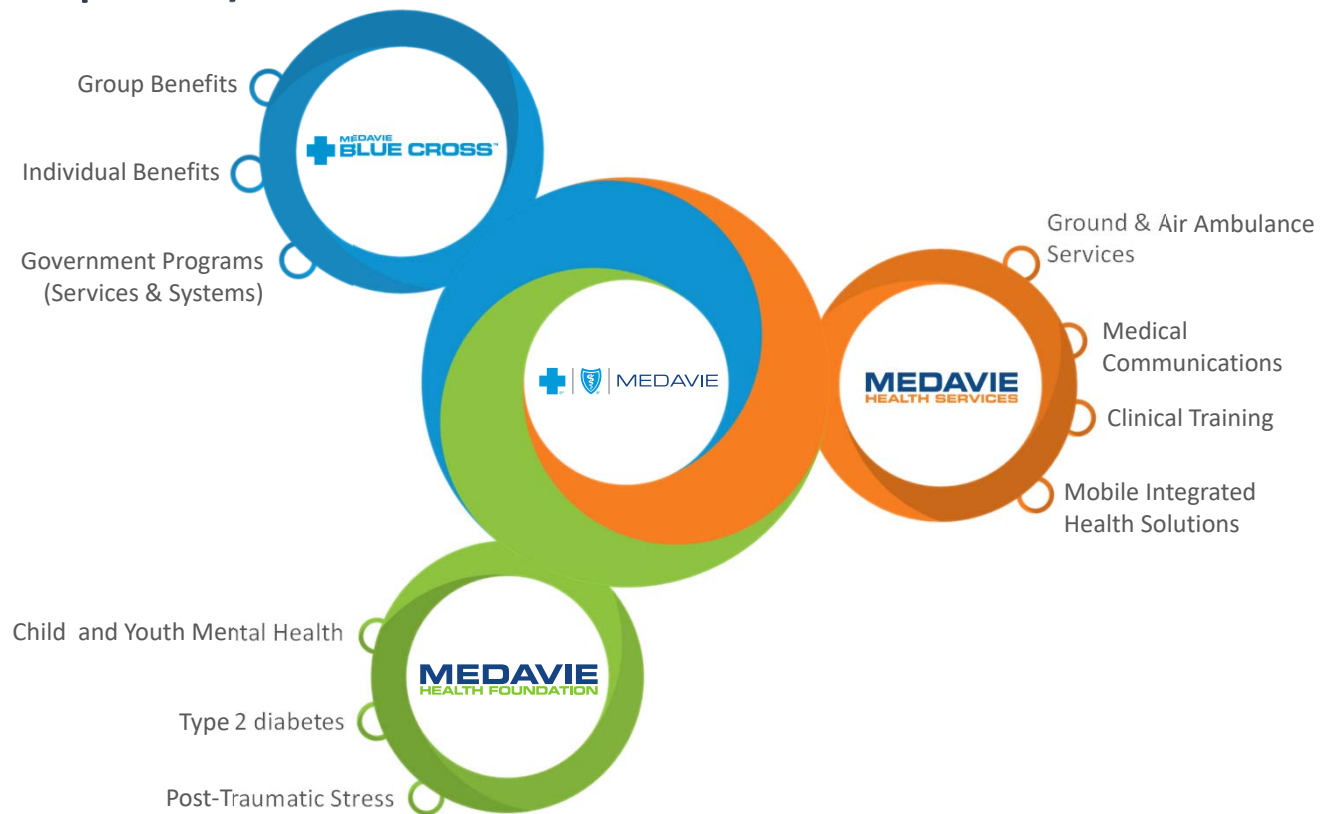 Group Benefits
Individual Benefits
Government Programs
(Services & Systems)
MEDAVIE
BLUE CROSS™
MEDAVIE
Ground & Air Ambulance
Services
Medical
Communications
Clinical Training
Mobile Integrated
Health Solutions
MEDAVIE
HEALTH SERVICES
Child and Youth Mental Health
Type 2 diabetes
Post-Traumatic Stress
MEDAVIE
HEALTH FOUNDATION